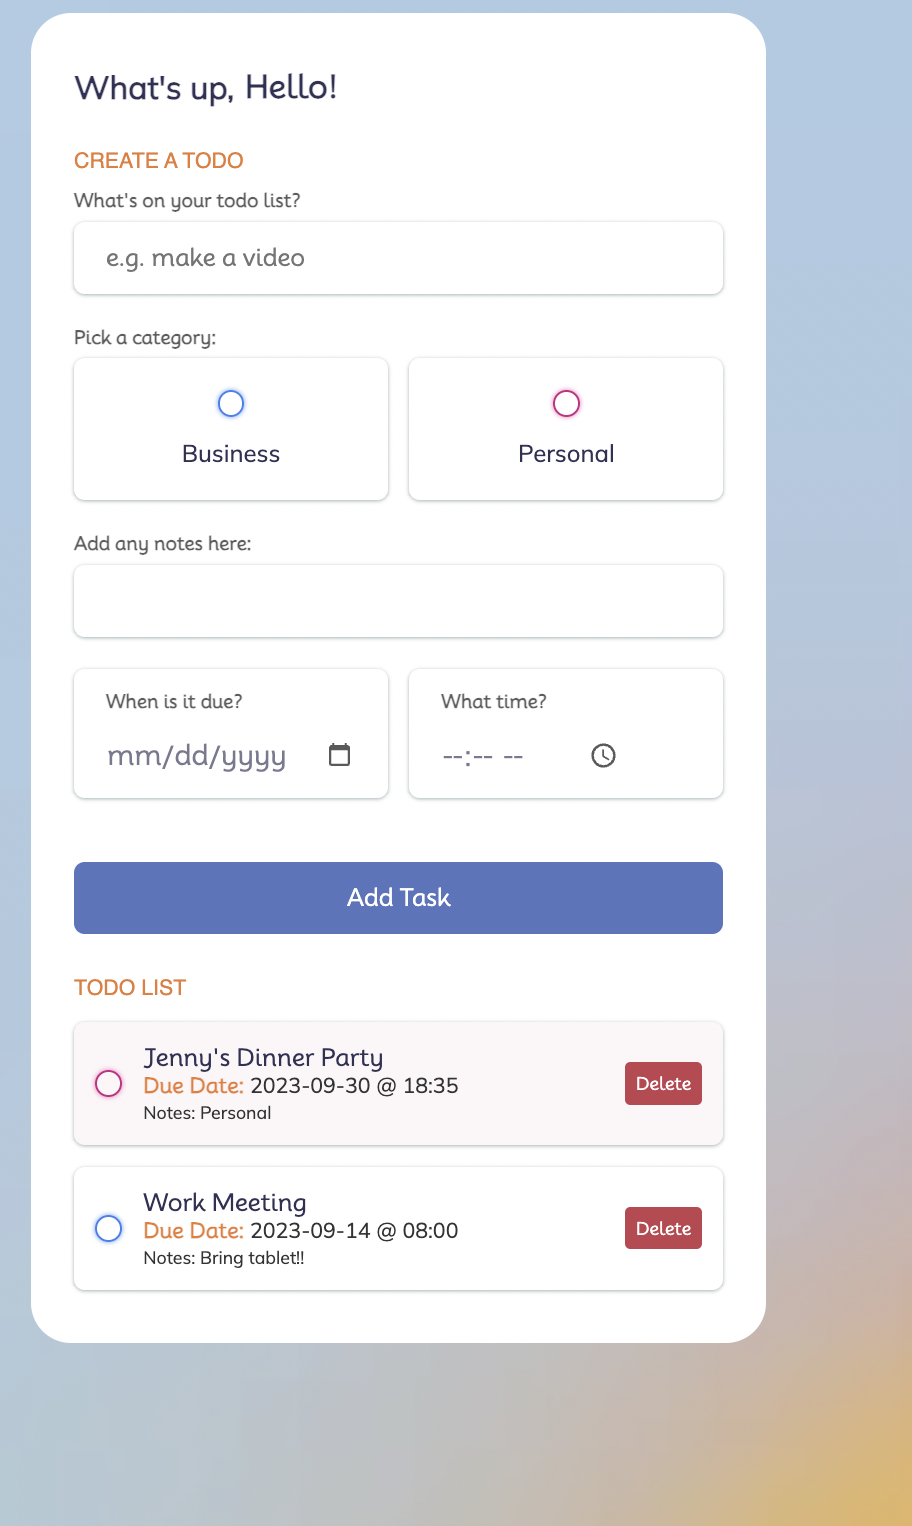 What's up, Hello!
CREATE A TODO
What's on your todo list?
e.g. make a video
Pick a category:
Business
Personal
Add any notes here:
When is it due?
What time?
mm/dd/yyyy
--:-- --
Add Task
TODO LIST
Jenny's Dinner Party
Due Date: 2023-09-30 @ 18:35
Notes: Personal
Delete
Work Meeting
Due Date: 2023-09-14 @ 08:00
Notes: Bring tablet!!
Delete